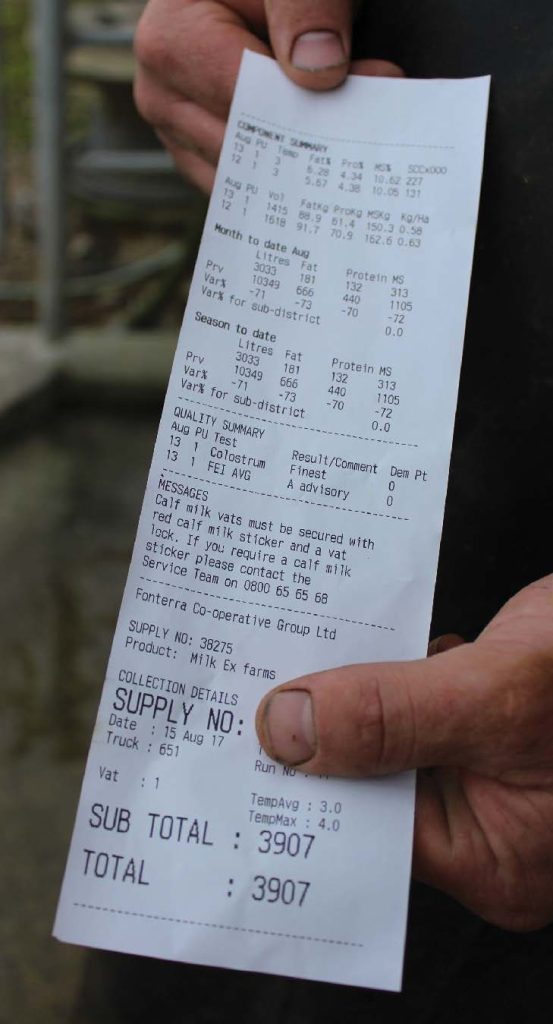 COMPONENT SUMMARY
Aug PU Temp Fat% Pro% MS% SCCx000
13 1 3 6.28 4.34 10.62 227
12 1 3 5.67 4.38 10.05 131
Aug PU Vol FatKg ProKg MSKg Kg/Ha
13 1 1415 88.9 61.4 150.3 0.58
12 1 1618 91.7 70.9 162.6 0.63
Month to date Aug
Litres Fat Protein MS
3033 181 132 313
Prv 10349 666 440 1105
Var% -71 -73 -70 -72
Var% for sub-district 0.0
Season to date
Litres Fat Protein MS
3033 181 132 313
Prv 10349 666 440 1105
Var% -71 -73 -70 -72
Var% for sub-district 0.0
QUALITY SUMMARY
Aug PU Test Result/Comment Dem Pt
13 1 Colostrum Finest 0
13 1 FEI AVG A advisory 0
MESSAGES
Calf milk vats must be secured with
red calf milk sticker and a vat
lock. If you require a calf milk
sticker please contact the
Service Team on 0800 65 65 68
Fonterra Co-operative Group Ltd
SUPPLY NO: 38275
Product: Milk Ex farms
COLLECTION DETAILS
SUPPLY NO:
Date : 15 Aug 17
Truck : 651 Run No
Vat : 1 TempAvg : 3.0
TempMax : 4.0
SUB TOTAL : 3907
TOTAL : 3907